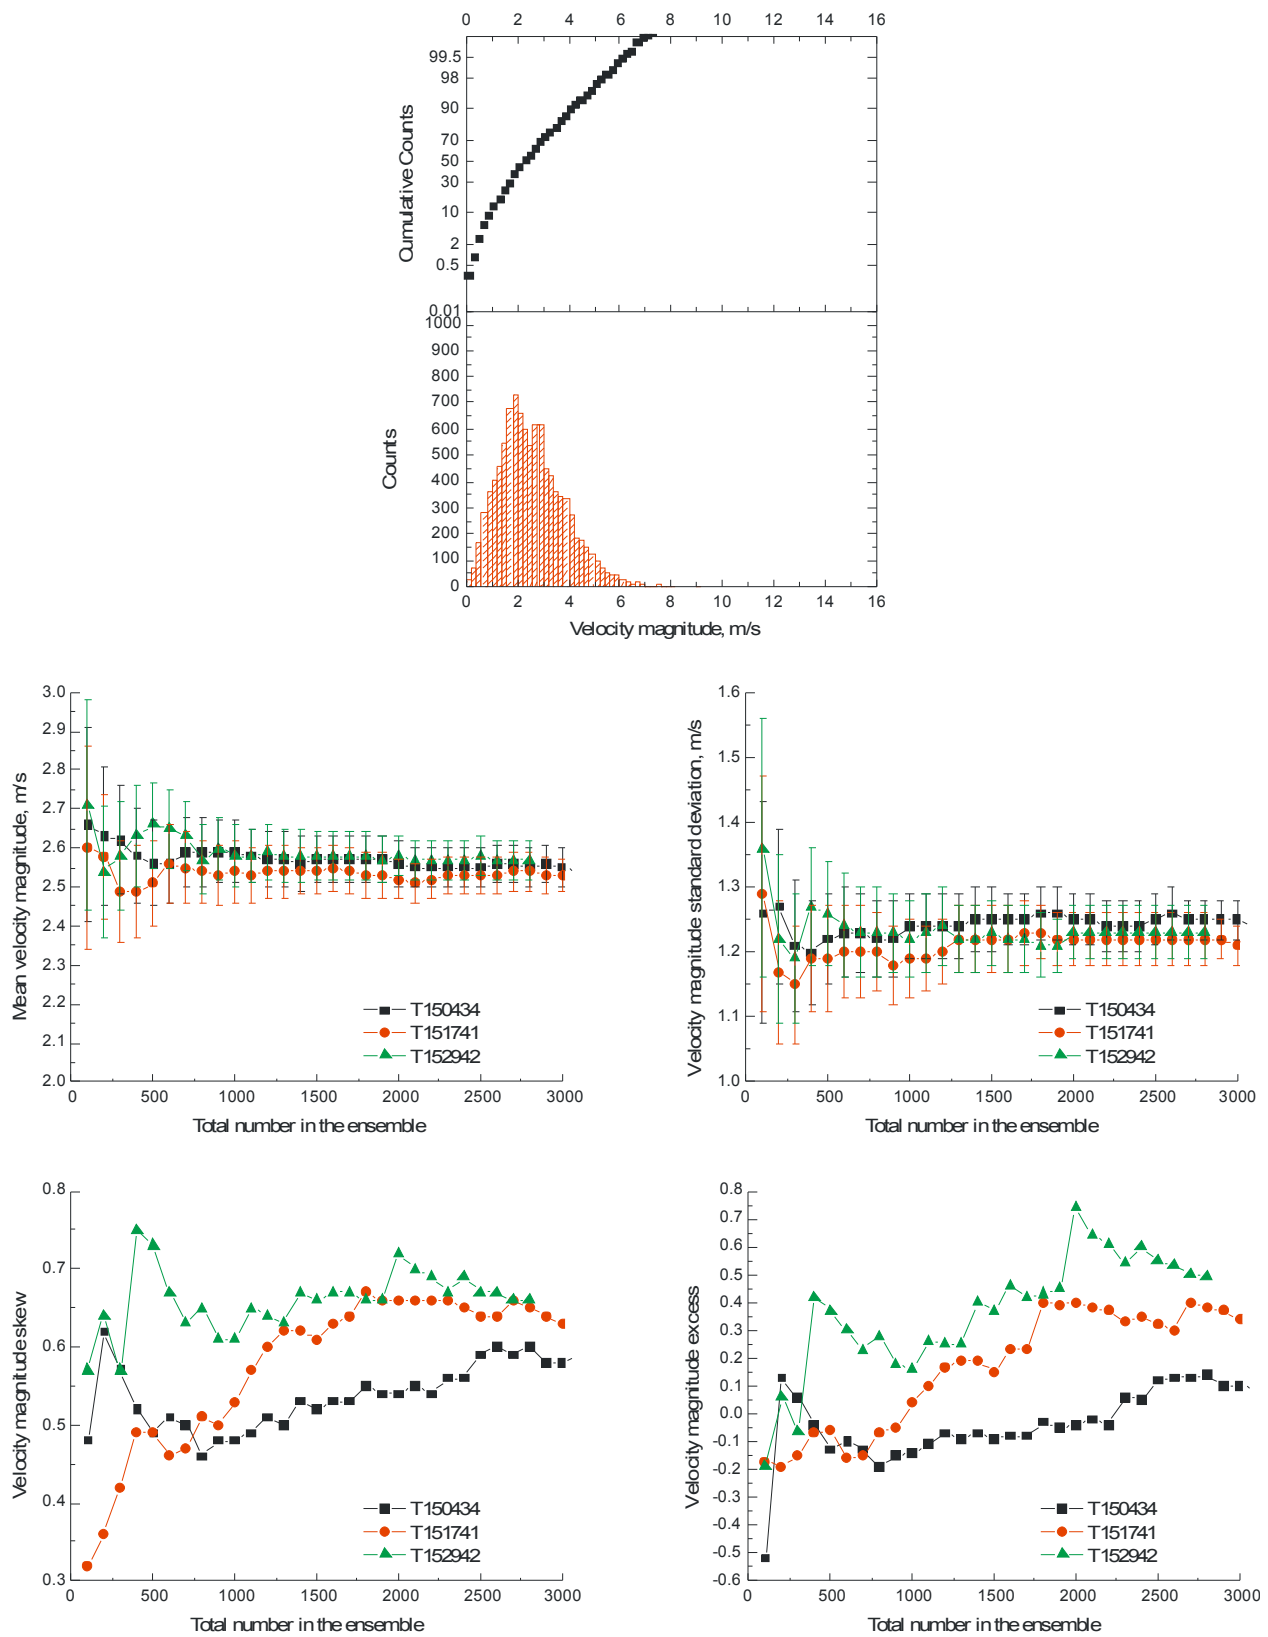 0 2 4 6 8 10 12 14 16
99.5
98
90
70
50
30
10
2
0.5
0.01
Cumulative Counts
1000
900
800
700
600
500
400
300
200
100
0
Counts
0 2 4 6 8 10 12 14 16
Velocity magnitude, m/s
3.0
2.9
2.8
2.7
2.6
2.5
2.4
2.3
2.2
2.1
2.0
Mean velocity magnitude, m/s
T150434
T151741
T152942
0 500 1000 1500 2000 2500 3000
Total number in the ensemble
1.6
1.5
1.4
1.3
1.2
1.1
1.0
Velocity magnitude standard deviation, m/s
T150434
T151741
T152942
0 500 1000 1500 2000 2500 3000
Total number in the ensemble
0.8
0.7
0.6
0.5
0.4
0.3
Velocity magnitude skew
T150434
T151741
T152942
0 500 1000 1500 2000 2500 3000
Total number in the ensemble
0.8
0.7
0.6
0.5
0.4
0.3
0.2
0.1
0.0
-0.1
-0.2
-0.3
-0.4
-0.5
-0.6
Velocity magnitude excess
T150434
T151741
T152942
0 500 1000 1500 2000 2500 3000
Total number in the ensemble